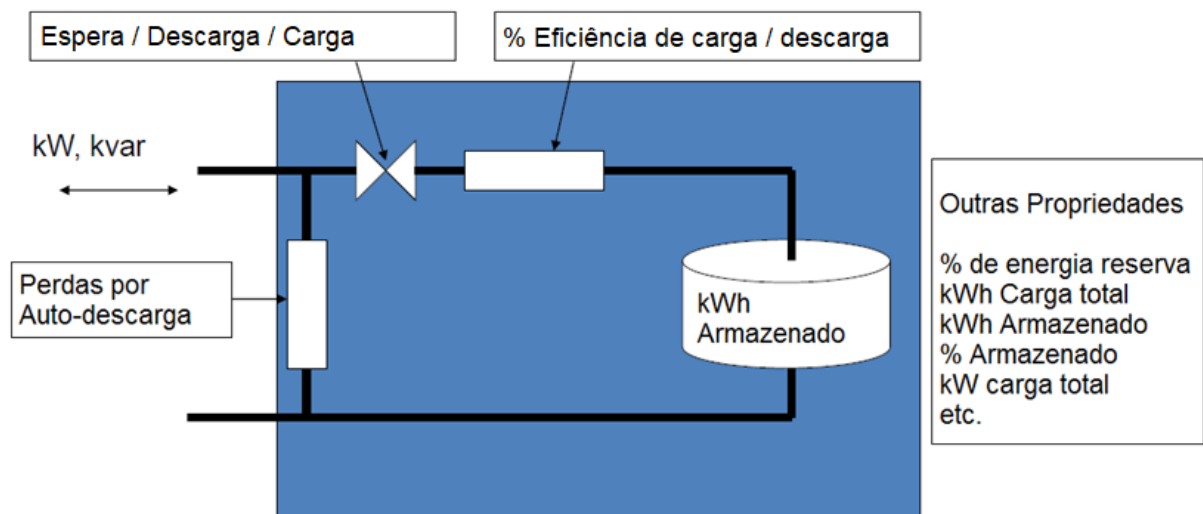 Espera / Descarga / Carga
% Eficiência de carga / descarga
kW, kvar
Perdas por
Auto-descarga
kWh
Armazenado
Outras Propriedades
% de energia reserva
kWh Carga total
kWh Armazenado
% Armazenado
kW carga total
etc.